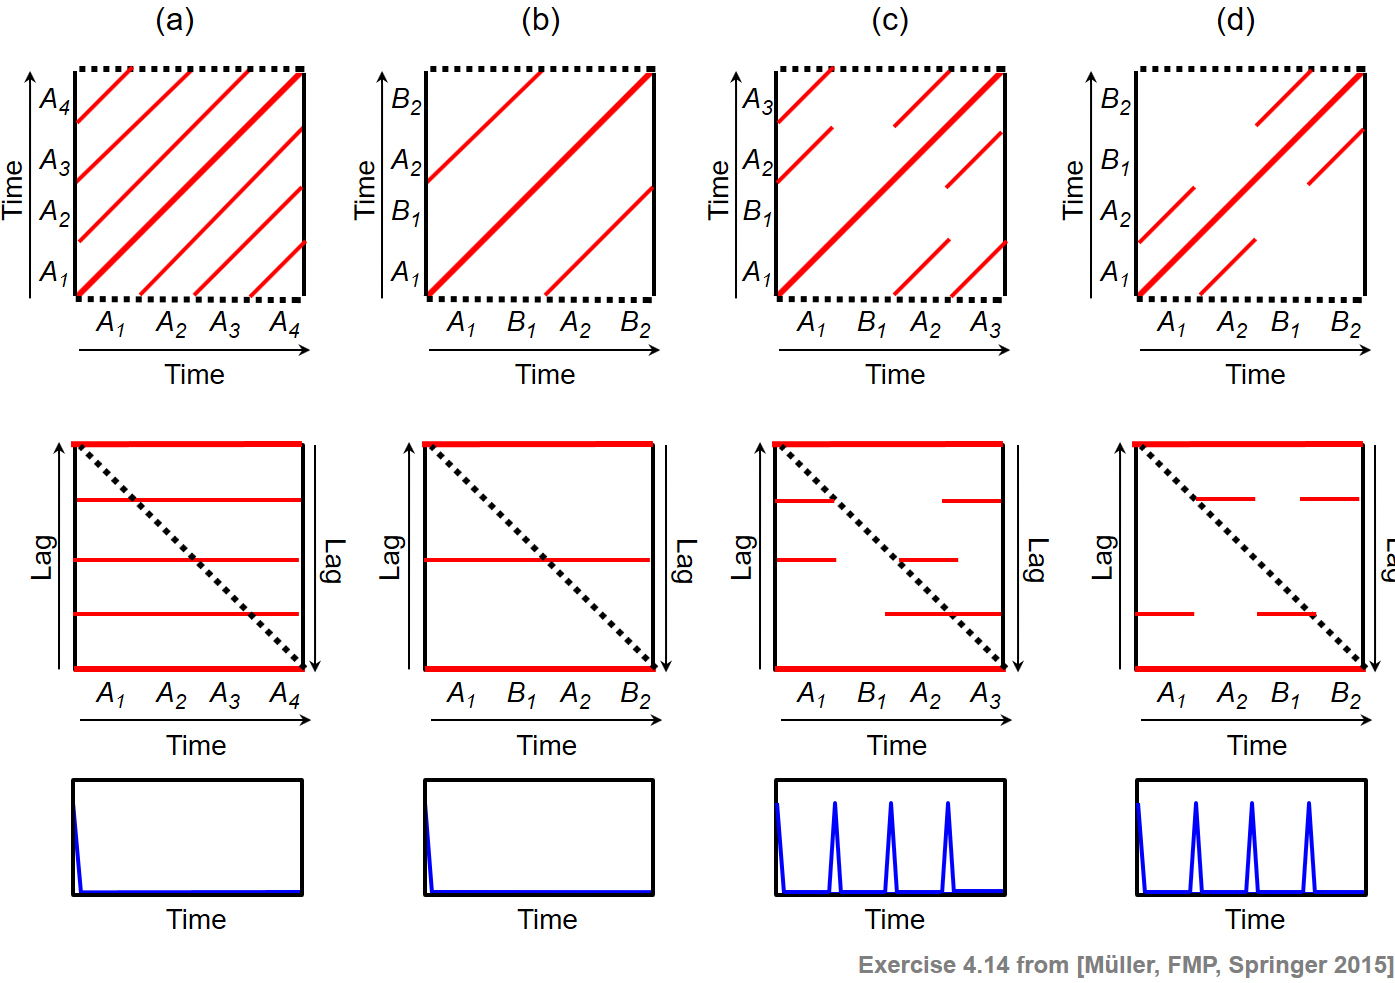 (a) (b) (c) (d)
Time A4 A3 A2 A1
A1 A2 A3 A4
Time
Time B2 A2 B1 A1
A1 B1 A2 B2
Time
Time A3 A2 B1 A1
A1 B1 A2 A3
Time
Time B2 B1 A2 A1
A1 A2 B1 B2
Time
Lag Lag
A1 A2 A3 A4
Time
Lag Lag
A1 B1 A2 B2
Time
Lag Lag
A1 B1 A2 A3
Time
Lag Lag
A1 A2 B1 B2
Time
Time Time Time Time
Exercise 4.14 from [Müller, FMP, Springer 2015]